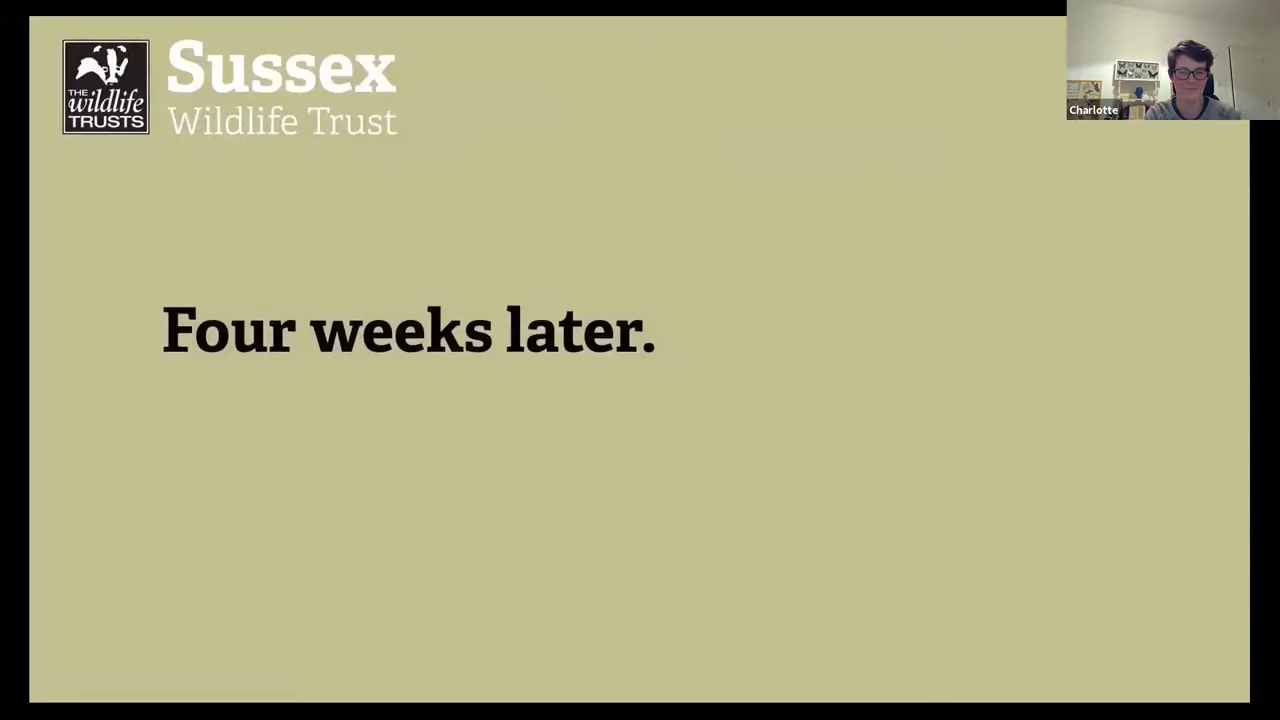 Sussex
Wildlife Trust
THE
wildlife
TRUSTS
Charlotte
Four weeks later.